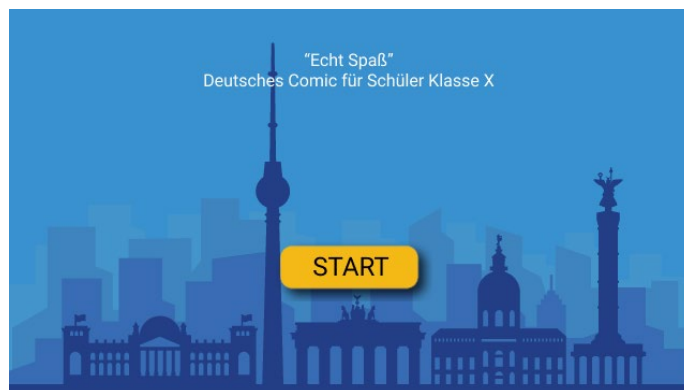 “Echt Spaß”
Deutsches Comic für Schüler Klasse X
START